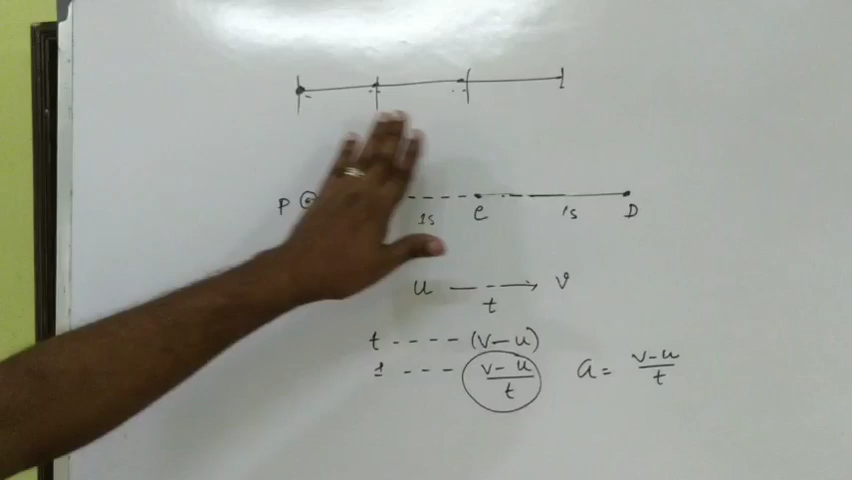 P 1s C 1s D
u — t → v
t - - - - (v-u)
1 - - - v-u/t a = v-u/t